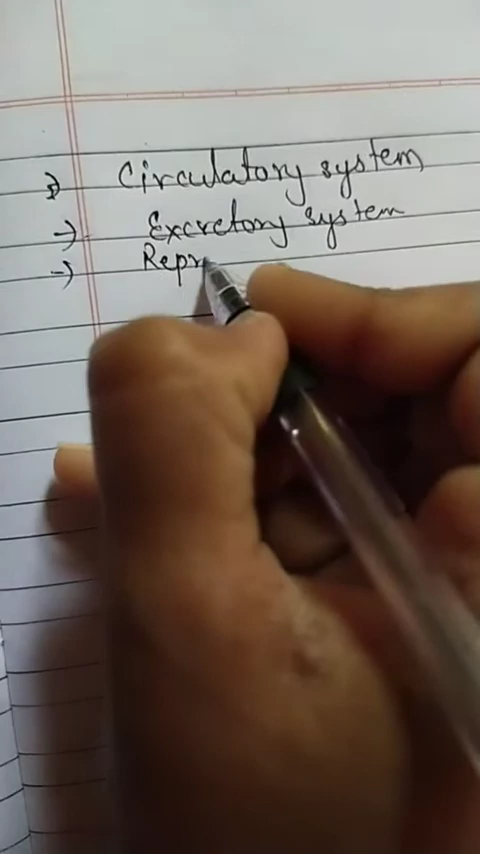 → Circulatory system
→ Excretory system
→ Repr